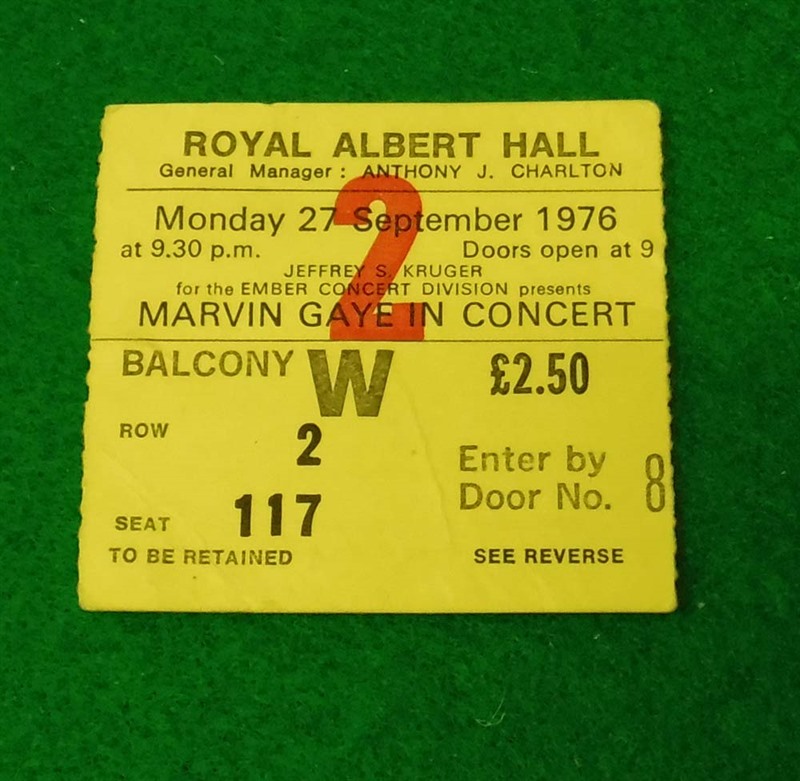 ROYAL ALBERT HALL
General Manager: ANTHONY J. CHARLTON
2
Monday 27 September 1976
at 9.30 p.m. Doors open at 9
JEFFREY S. KRUGER
for the EMBER CONCERT DIVISION presents
MARVIN GAYE IN CONCERT
BALCONY W £2.50
ROW 2
Enter by
Door No. 8
SEAT 117
TO BE RETAINED SEE REVERSE